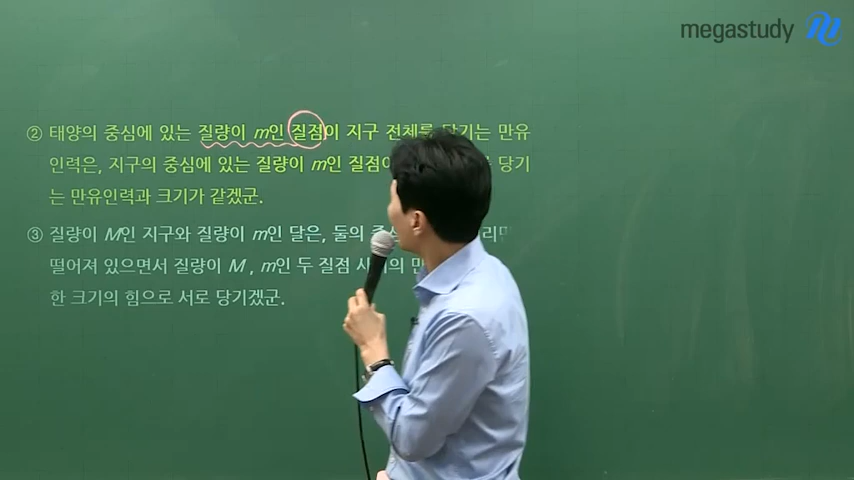 megastudy
② 태양의 중심에 있는 질량이 m인 질점이 지구 전체를 당기는 만유
인력은, 지구의 중심에 있는 질량이 m인 질점이 당기
는 만유인력과 크기가 같겠군.
③ 질량이 M인 지구와 질량이 m인 달은, 둘의
떨어져 있으면서 질량이 M, m인 두 질점
한 크기의 힘으로 서로 당기겠군.